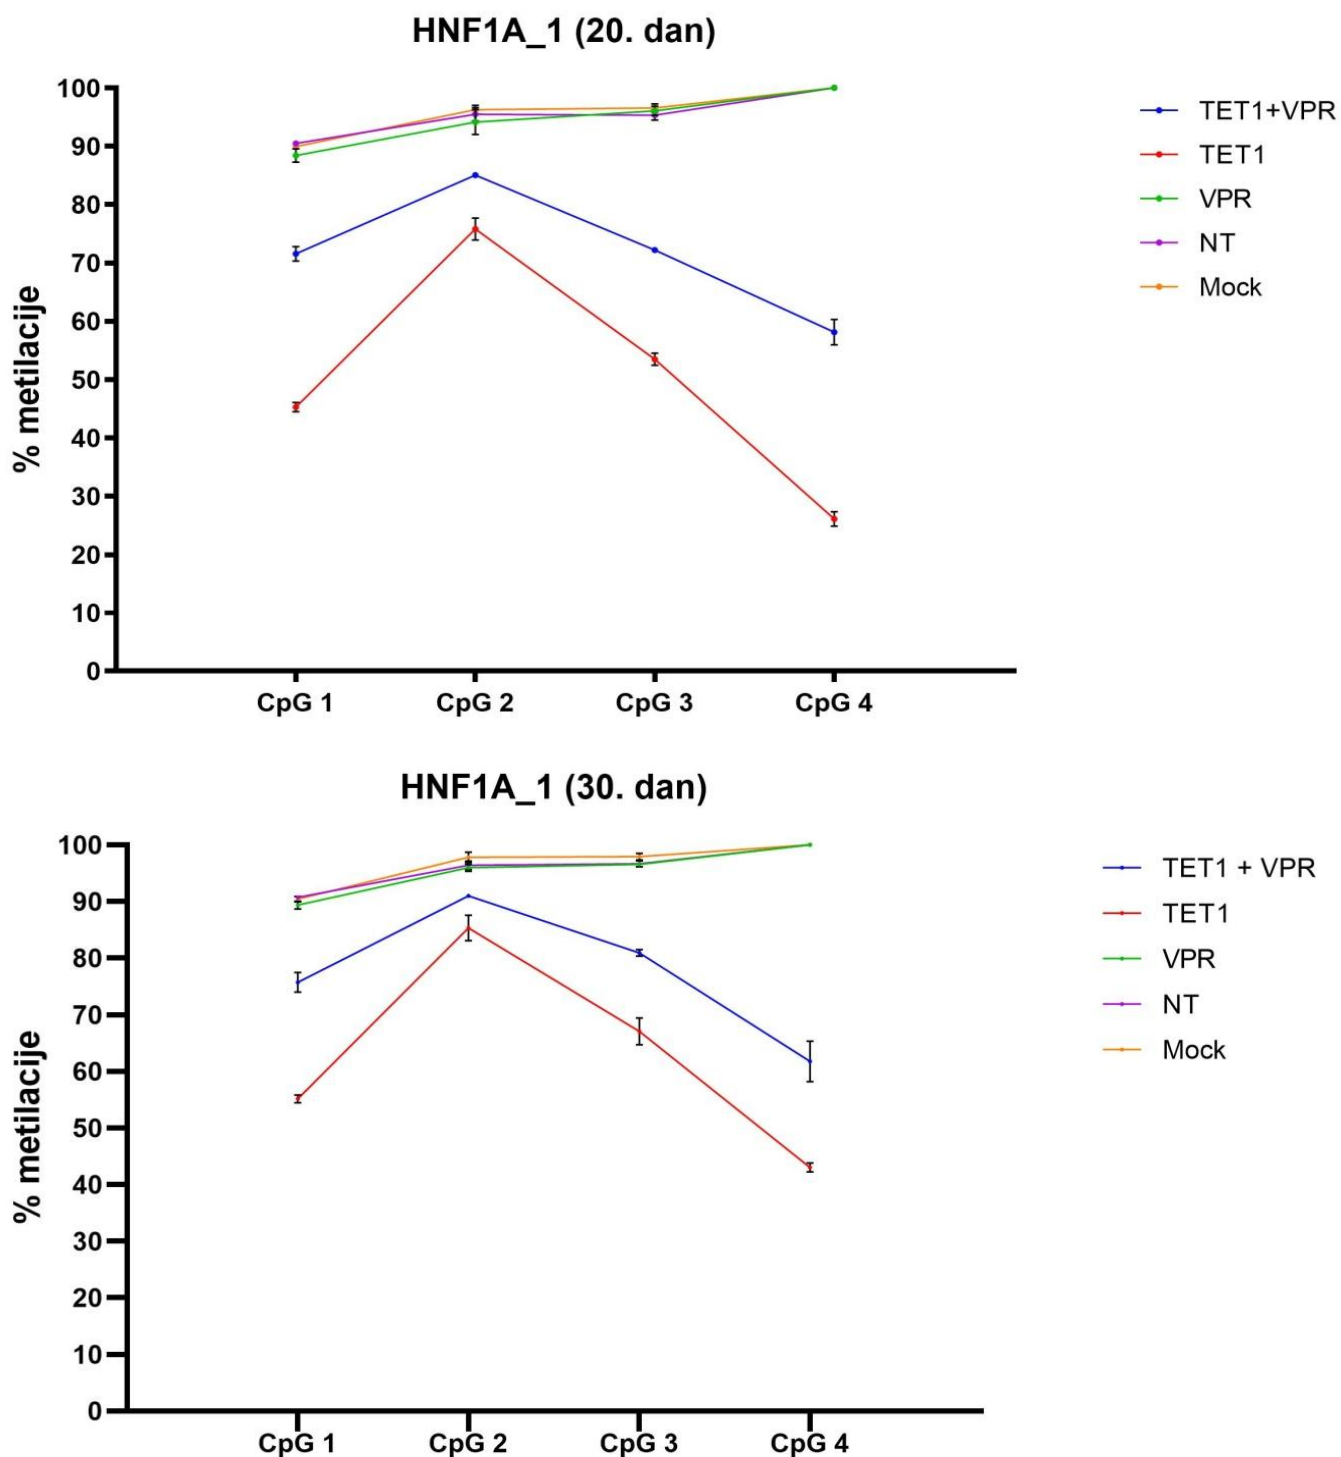 HNF1A_1 (20. dan)
% metilacije
100
90
80
70
60
50
40
30
20
10
0
CpG 1 CpG 2 CpG 3 CpG 4
TET1+VPR
TET1
VPR
NT
Mock
HNF1A_1 (30. dan)
% metilacije
100
90
80
70
60
50
40
30
20
10
0
CpG 1 CpG 2 CpG 3 CpG 4
TET1 + VPR
TET1
VPR
NT
Mock